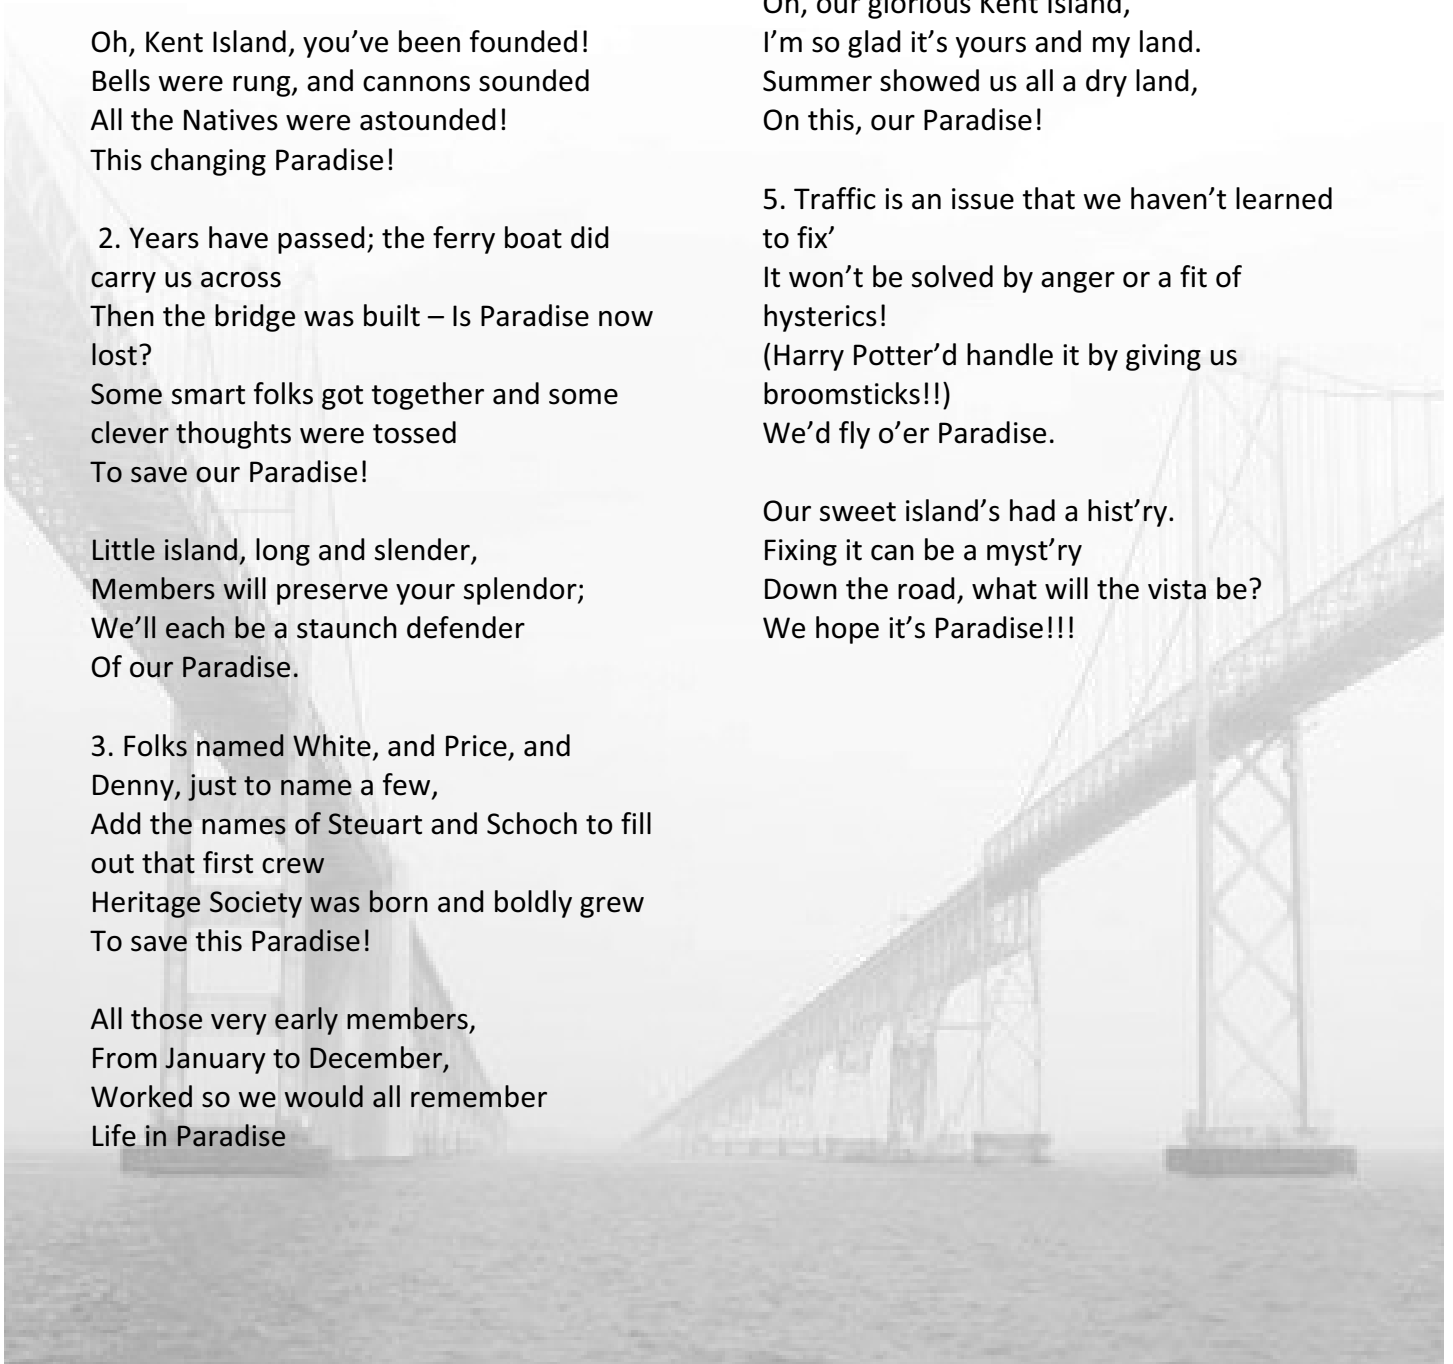 Oh, Kent Island, you’ve been founded!
Bells were rung, and cannons sounded
All the Natives were astounded!
This changing Paradise!
2. Years have passed; the ferry boat did
carry us across
Then the bridge was built – Is Paradise now
lost?
Some smart folks got together and some
clever thoughts were tossed
To save our Paradise!
Little island, long and slender,
Members will preserve your splendor;
We’ll each be a staunch defender
Of our Paradise.
3. Folks named White, and Price, and
Denny, just to name a few,
Add the names of Steuart and Schoch to fill
out that first crew
Heritage Society was born and boldly grew
To save this Paradise!
All those very early members,
From January to December,
Worked so we would all remember
Life in Paradise
Oh, our glorious Kent Island,
I’m so glad it’s yours and my land.
Summer showed us all a dry land,
On this, our Paradise!
5. Traffic is an issue that we haven’t learned
to fix’
It won’t be solved by anger or a fit of
hysterics!
(Harry Potter’d handle it by giving us
broomsticks!!)
We’d fly o’er Paradise.
Our sweet island’s had a hist’ry.
Fixing it can be a myst’ry
Down the road, what will the vista be?
We hope it’s Paradise!!!